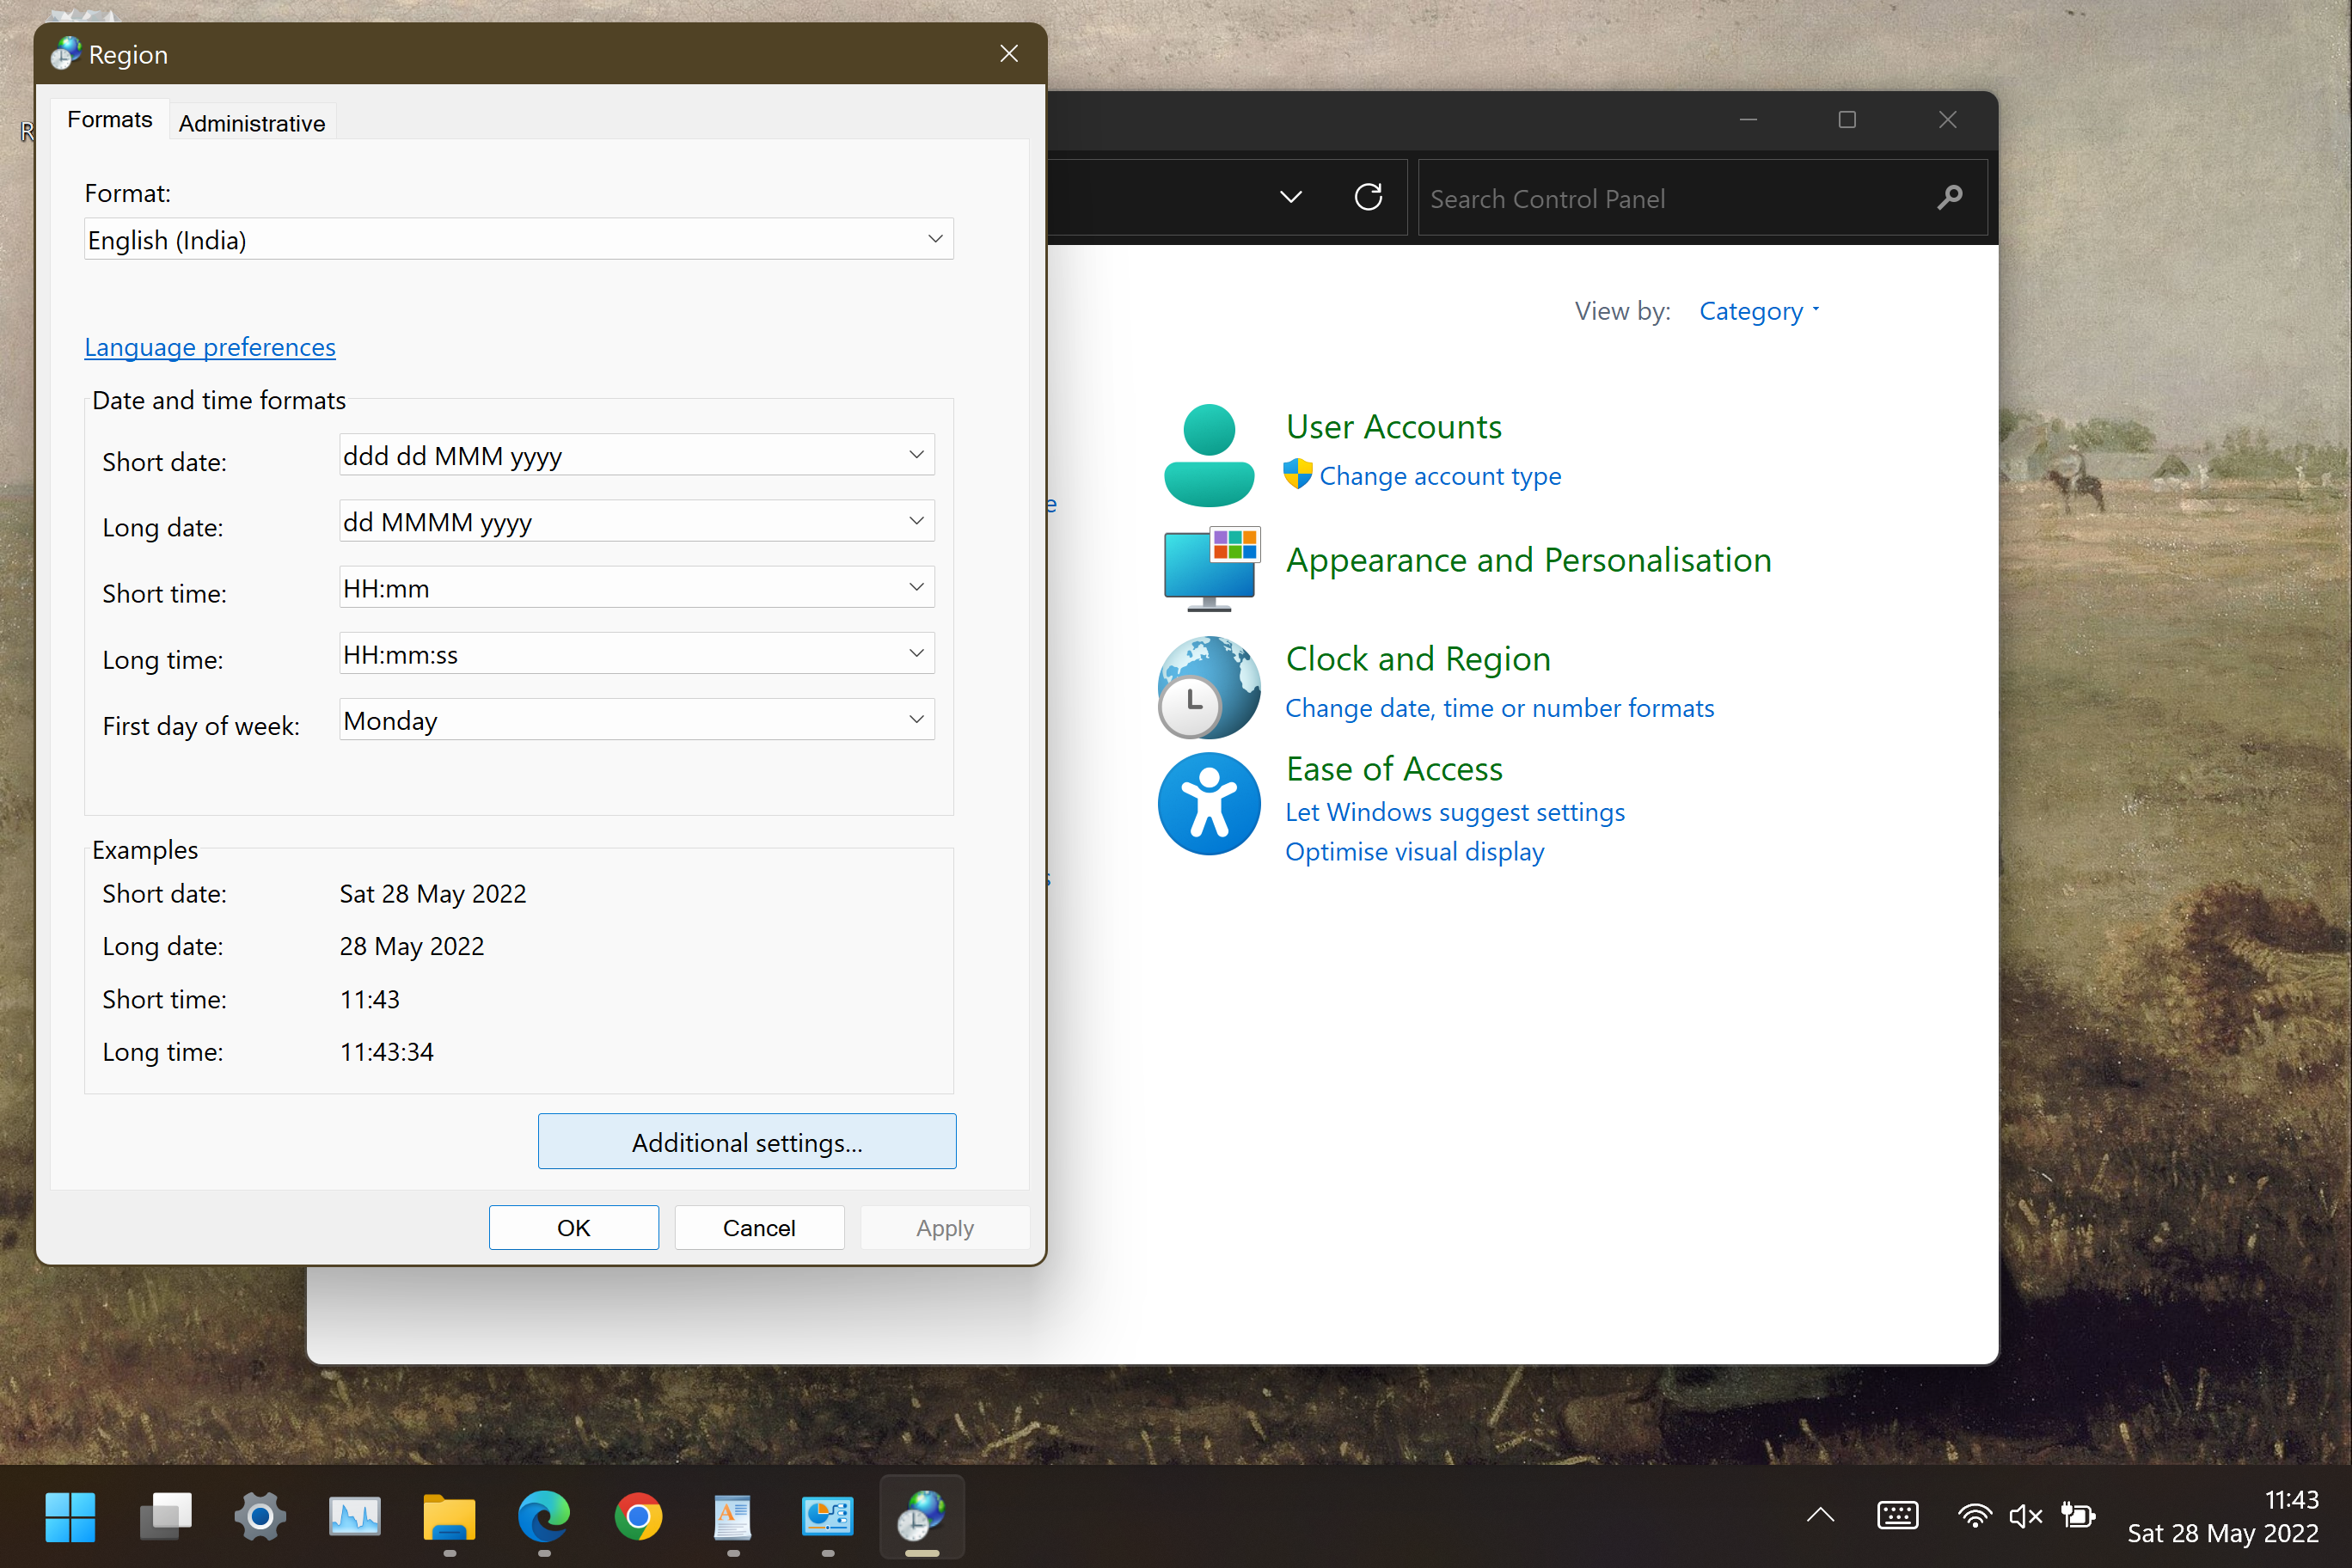 Region
Formats
Administrative
Format:
English (India)
Language preferences
Date and time formats
Short date:
ddd dd MMM yyyy
Long date:
dd MMMM yyyy
Short time:
HH:mm
Long time:
HH:mm:ss
First day of week:
Monday
Examples
Short date:
Sat 28 May 2022
Long date:
28 May 2022
Short time:
11:43
Long time:
11:43:34
Additional settings...
OK
Cancel
Apply
Search Control Panel
View by:
Category
User Accounts
Change account type
Appearance and Personalisation
Clock and Region
Change date, time or number formats
Ease of Access
Let Windows suggest settings
Optimise visual display
11:43
Sat 28 May 2022